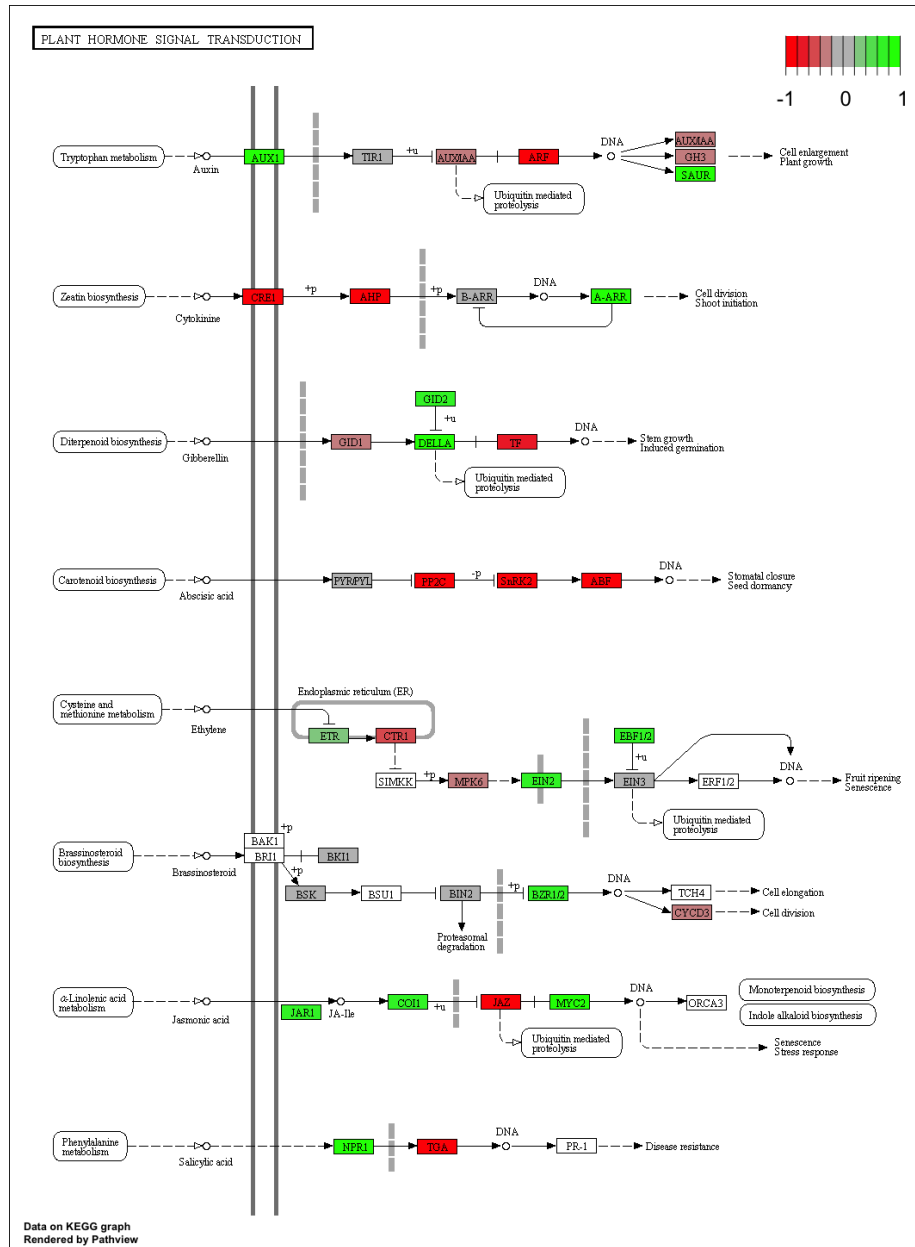 PLANT HORMONE SIGNAL TRANSDUCTION
-1 0 1
Tryptophan metabolism
Auxin
AUX1
TIR1
+u
AUX/IAA
ARF
DNA
AUX/IAA
GH3
SAUR
Cell enlargement
Plant growth
Ubiquitin mediated
proteolysis
Zeatin biosynthesis
Cytokinine
CRE1
+p
AHP
+p
B-ARR
DNA
A-ARR
Cell division
Shoot initiation
GID2
+u
Diterpenoid biosynthesis
Gibberellin
GID1
DELLA
TF
DNA
Stem growth
Induced germination
Ubiquitin mediated
proteolysis
Carotenoid biosynthesis
Abscisic acid
PYR/PYL
PP2C
-p
SnRK2
ABF
DNA
Stomatal closure
Seed dormancy
Cysteine and
methionine metabolism
Ethylene
Endoplasmic reticulum (ER)
ETR
CTR1
SIMKK
+p
MPK6
EIN2
EBF1/2
+u
EIN3
ERF1/2
DNA
Fruit ripening
Senescence
Ubiquitin mediated
proteolysis
Brassinosteroid
biosynthesis
Brassinosteroid
+p
BAK1
BRI1
BKI1
+p
BSK
BSU1
BIN2
+p
BZR1/2
DNA
TCH4
Cell elongation
CYCD3
Cell division
Proteasomal
degradation
α-Linolenic acid
metabolism
Jasmonic acid
JAR1
JA-Ile
COI1
+u
JAZ
MYC2
DNA
ORCA3
Monoterpenoid biosynthesis
Indole alkaloid biosynthesis
Ubiquitin mediated
proteolysis
Senescence
Stress response
Phenylalanine
metabolism
Salicylic acid
NPR1
TGA
DNA
PR-1
Disease resistance
Data on KEGG graph
Rendered by Pathview